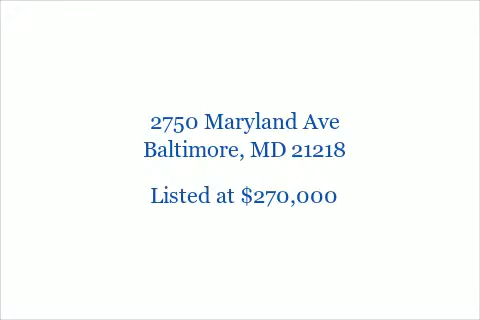 2750 Maryland Ave
Baltimore, MD 21218
Listed at $270,000